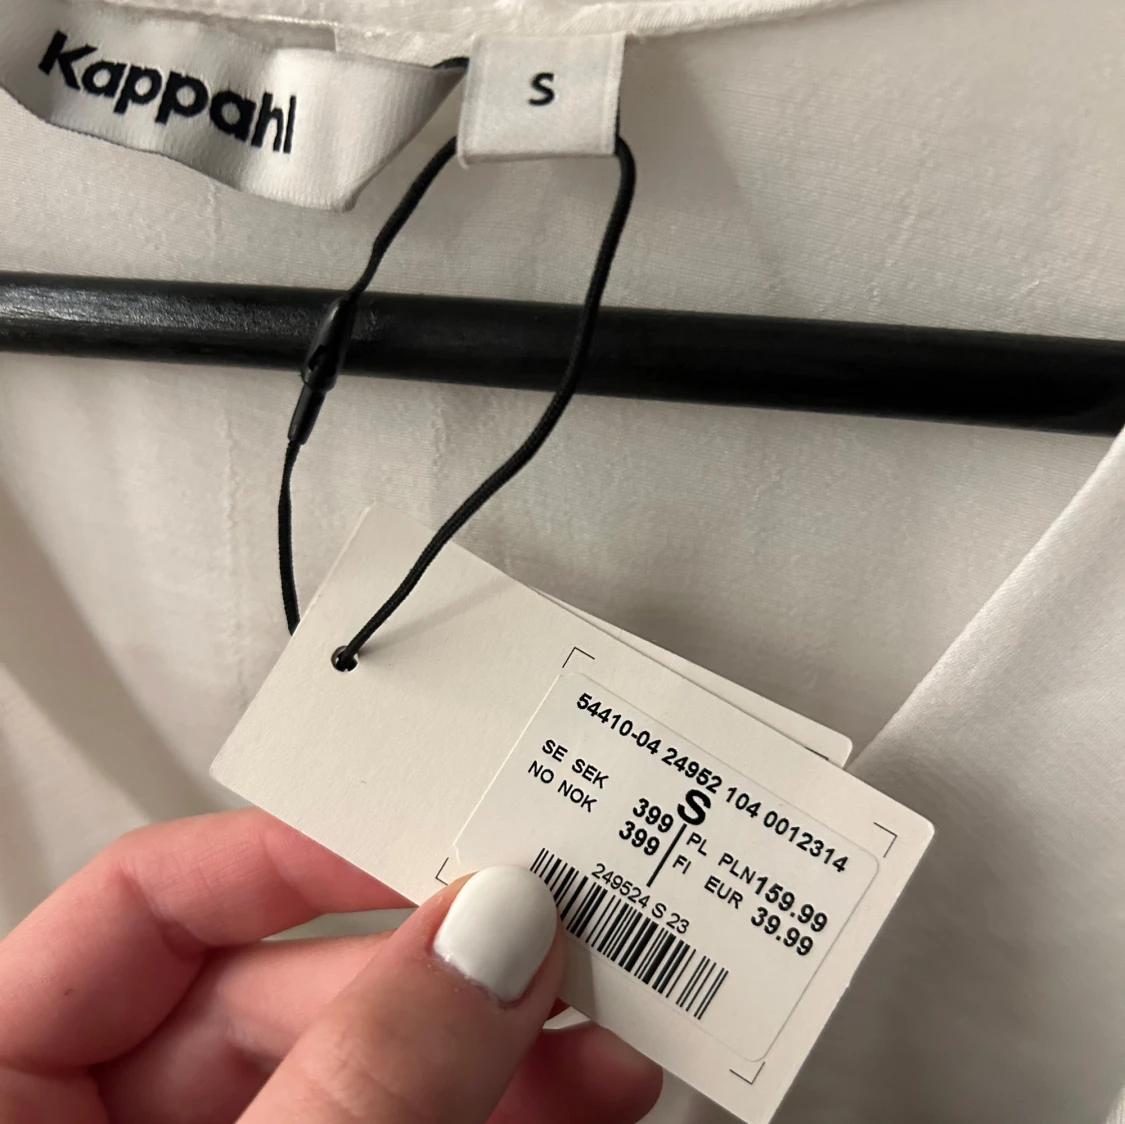 Kappahl
S
54410-04 24952 104 0012314
S
SE SEK 399
NO NOK 399
PL PLN 159.99
FI EUR 39.99
249524 S 23